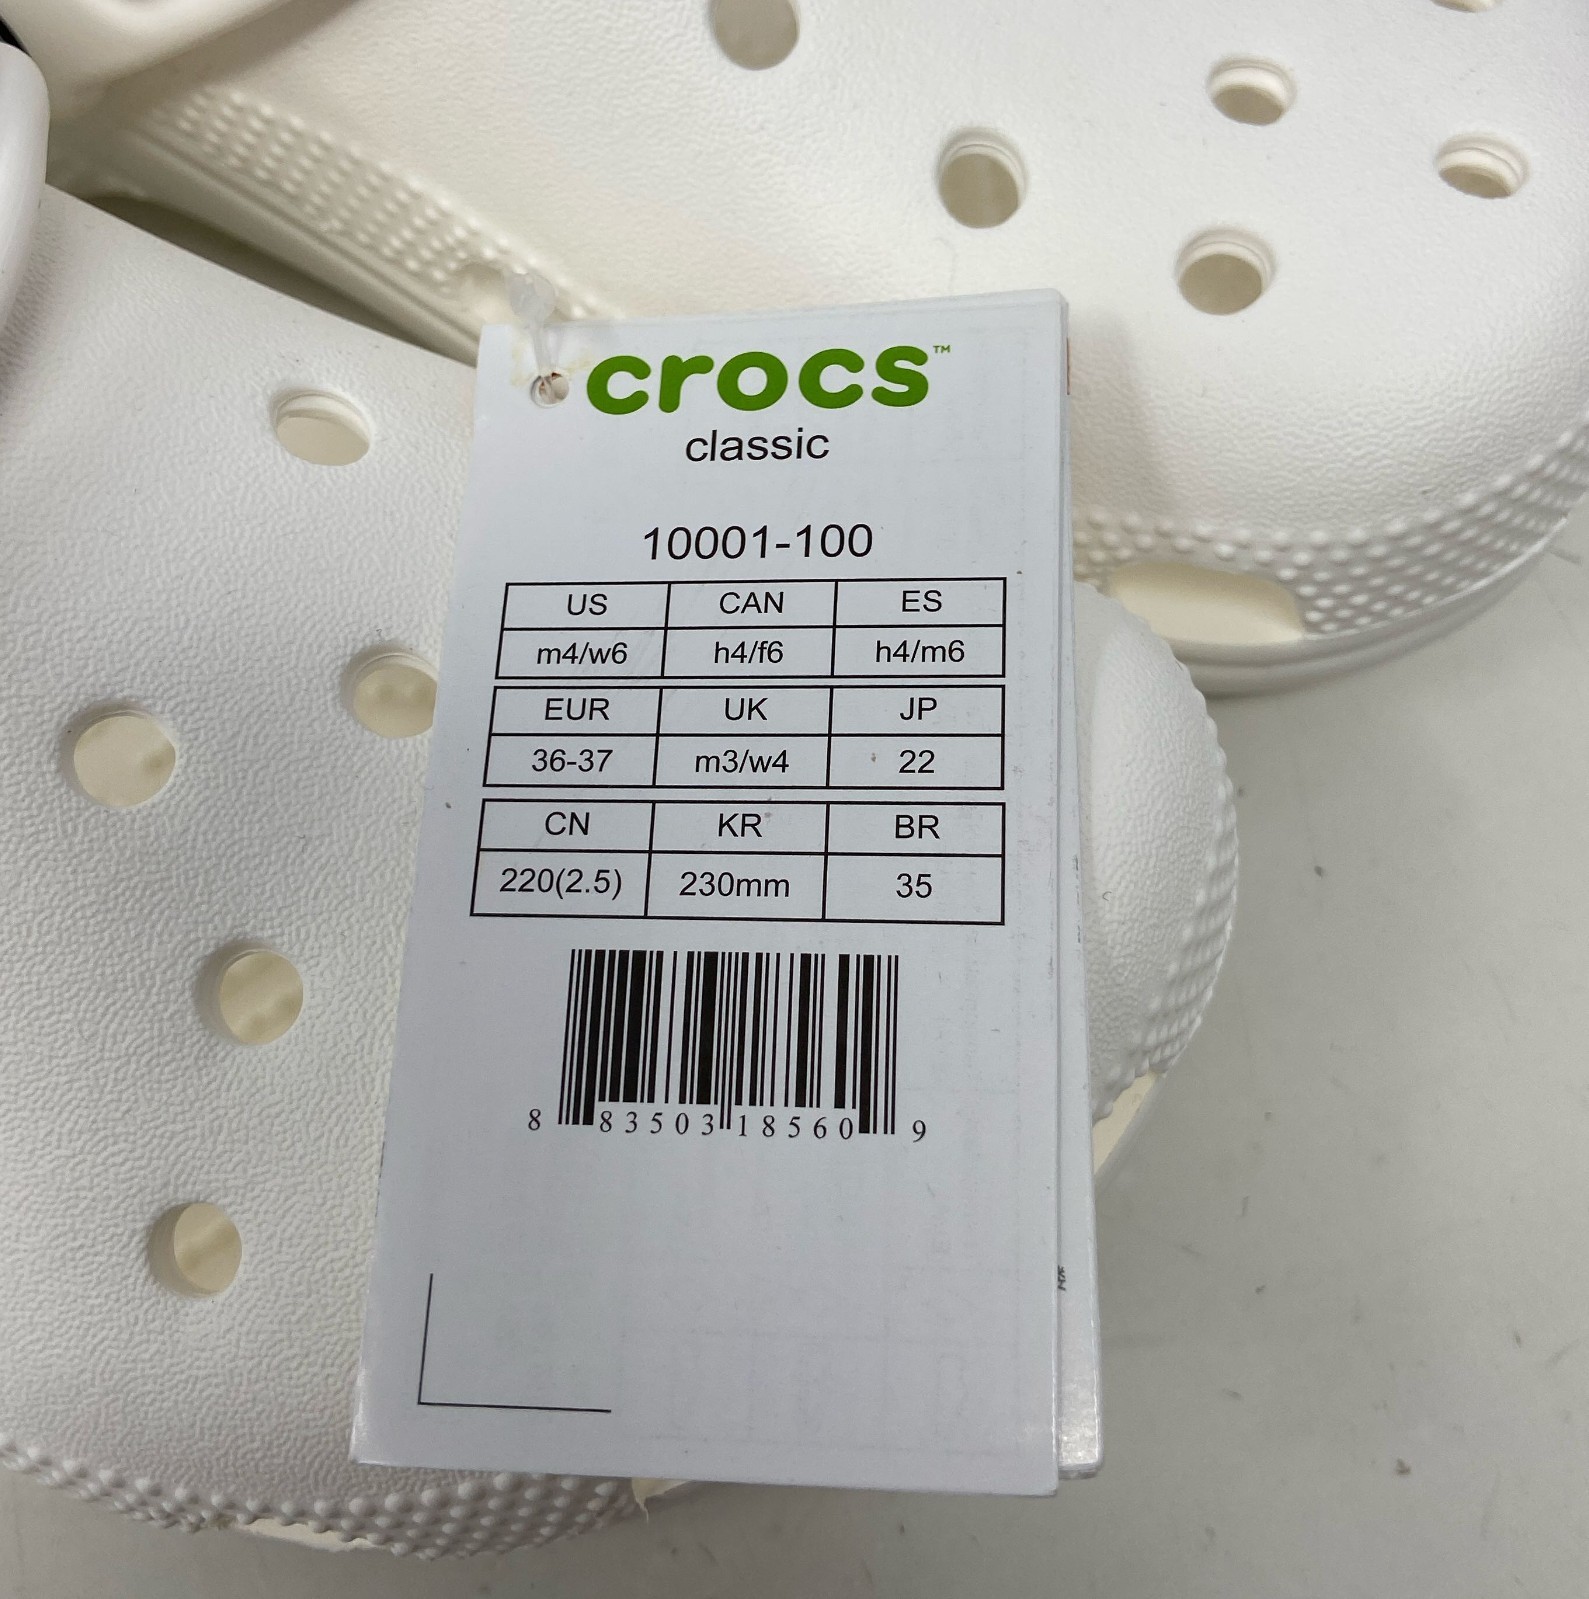 crocs™
classic
10001-100
US CAN ES
m4/w6 h4/f6 h4/m6
EUR UK JP
36-37 m3/w4 22
CN KR BR
220(2.5) 230mm 35
8 83503 18560 9